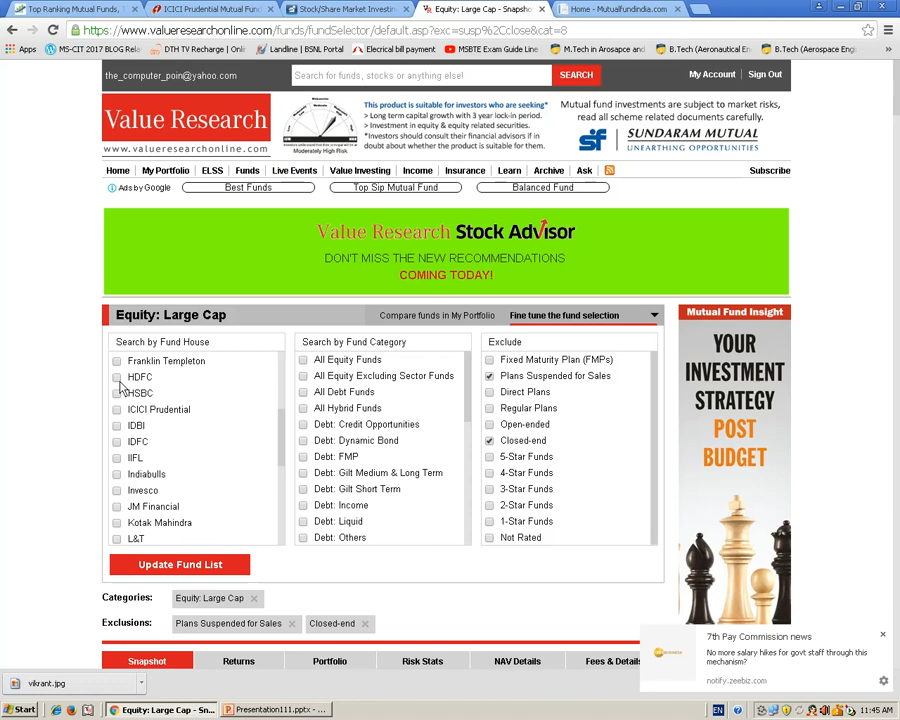 Top Ranking Mutual Funds,
ICICI Prudential Mutual Fun
Stock/Share Market Investin
Equity: Large Cap - Snapsho
Home - Mutualfundindia.com
https://www.valueresearchonline.com/funds/fundSelector/default.asp?exc=susp%2Cclose&cat=8
Apps
MS-CIT 2017 BLOG Rela
DTH TV Recharge | Onli
Landline | BSNL Portal
Elecrical bill payment
MSBTE Exam Guide Line
M.Tech in Arosapce and
B.Tech(Aeronautical En
B.Tech(Aerospace Engi
the_computer_poin@yahoo.com
Search for funds, stocks or anything else!
SEARCH
My Account
Sign Out
Value Research
www.valueresearchonline.com
Moderately High Risk
This product is suitable for investors who are seeking*
> Long term capital growth with 3 year lock-in period.
> Investment in equity & equity related securities.
*Investors should consult their financial advisors if in
doubt about whether the product is suitable for them.
Mutual fund investments are subject to market risks,
read all scheme related documents carefully.
SUNDARAM MUTUAL
UNEARTHING OPPORTUNITIES
Home
My Portfolio
ELSS
Funds
Live Events
Value Investing
Income
Insurance
Learn
Archive
Ask
Subscribe
Ads by Google
Best Funds
Top Sip Mutual Fund
Balanced Fund
Value Research Stock Advisor
DON'T MISS THE NEW RECOMMENDATIONS
COMING TODAY!
Equity: Large Cap
Compare funds in My Portfolio
Fine tune the fund selection
Search by Fund House
Franklin Templeton
HDFC
HSBC
ICICI Prudential
IDBI
IDFC
IIFL
Indiabulls
Invesco
JM Financial
Kotak Mahindra
L&T
Search by Fund Category
All Equity Funds
All Equity Excluding Sector Funds
All Debt Funds
All Hybrid Funds
Debt: Credit Opportunities
Debt: Dynamic Bond
Debt: FMP
Debt: Gilt Medium & Long Term
Debt: Gilt Short Term
Debt: Income
Debt: Liquid
Debt: Others
Exclude
Fixed Maturity Plan (FMPs)
Plans Suspended for Sales
Direct Plans
Regular Plans
Open-ended
Closed-end
5-Star Funds
4-Star Funds
3-Star Funds
2-Star Funds
1-Star Funds
Not Rated
Update Fund List
Categories:
Equity: Large Cap
Exclusions:
Plans Suspended for Sales
Closed-end
Snapshot
Returns
Portfolio
Risk Stats
NAV Details
Fees & Details
Mutual Fund Insight
YOUR
INVESTMENT
STRATEGY
POST
BUDGET
7th Pay Commission news
No more salary hikes for govt staff through this
mechanism?
notify.zeebiz.com
vikrant.jpg
Start
Equity: Large Cap - Sn...
Presentation111.pptx - ...
EN
11:45 AM